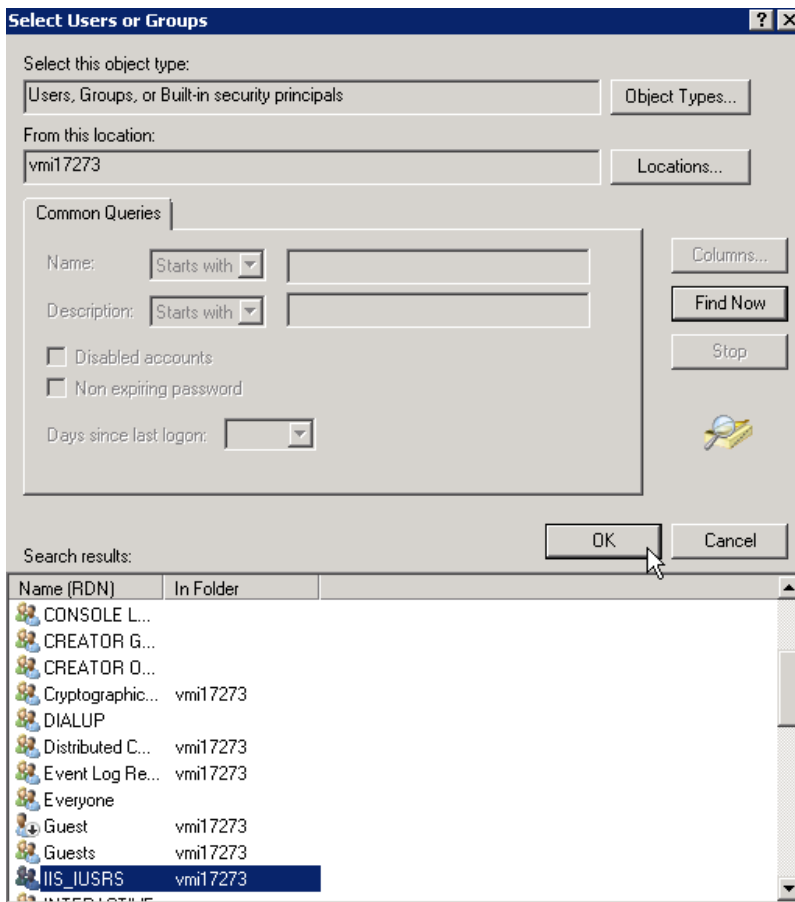 Select Users or Groups
Select this object type:
Users, Groups, or Built-in security principals
Object Types...
From this location:
vmi17273
Locations...
Common Queries
Name: Starts with
Columns...
Description: Starts with
Find Now
Disabled accounts
Stop
Non expiring password
Days since last logon:
OK Cancel
Search results:
Name (RDN) In Folder
CONSOLE L...
CREATOR G...
CREATOR O...
Cryptographic... vmi17273
DIALUP
Distributed C... vmi17273
Event Log Re... vmi17273
Everyone
Guest vmi17273
Guests vmi17273
IIS_IUSRS vmi17273